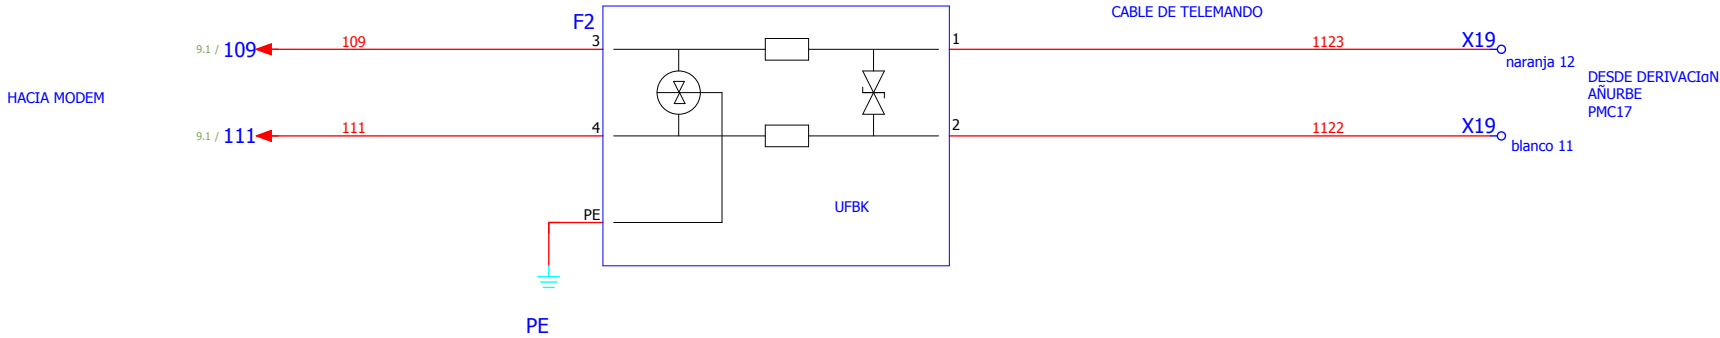 CABLE DE TELEMANDO
F2
9.1 / 109
109
3
1
1123
X19
naranja 12
HACIA MODEM
DESDE DERIVACIαN
AÑURBE
PMC17
9.1 / 111
111
4
2
1122
X19
blanco 11
UFBK
PE
PE